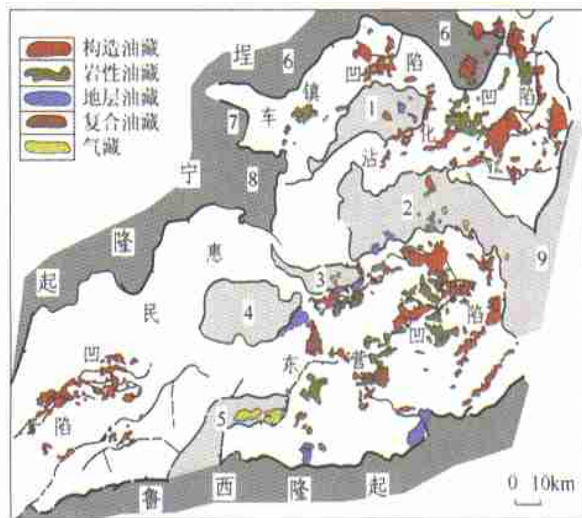 构造油藏
岩性油藏
地层油藏
复合油藏
气藏
埕
宁
隆
起
6
6
车
镇
凹
陷
7
8
1
沾
化
凹
陷
2
9
3
4
惠
民
凹
陷
东
营
凹
陷
5
鲁
西
隆
起
0 10km